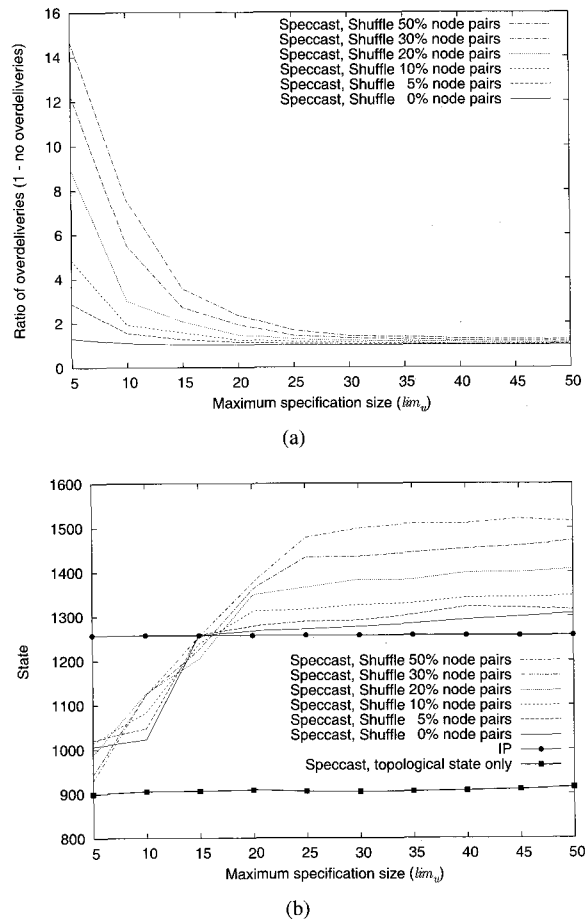 16
14
12
10
8
6
4
2
0
Ratio of overdeliveries (1 - no overdeliveries)
Speccast, Shuffle 50% node pairs
Speccast, Shuffle 30% node pairs
Speccast, Shuffle 20% node pairs
Speccast, Shuffle 10% node pairs
Speccast, Shuffle 5% node pairs
Speccast, Shuffle 0% node pairs
5 10 15 20 25 30 35 40 45 50
Maximum specification size (lim_u)
(a)
1600
1500
1400
1300
1200
1100
1000
900
800
State
Speccast, Shuffle 50% node pairs
Speccast, Shuffle 30% node pairs
Speccast, Shuffle 20% node pairs
Speccast, Shuffle 10% node pairs
Speccast, Shuffle 5% node pairs
Speccast, Shuffle 0% node pairs
IP
Speccast, topological state only
5 10 15 20 25 30 35 40 45 50
Maximum specification size (lim_u)
(b)